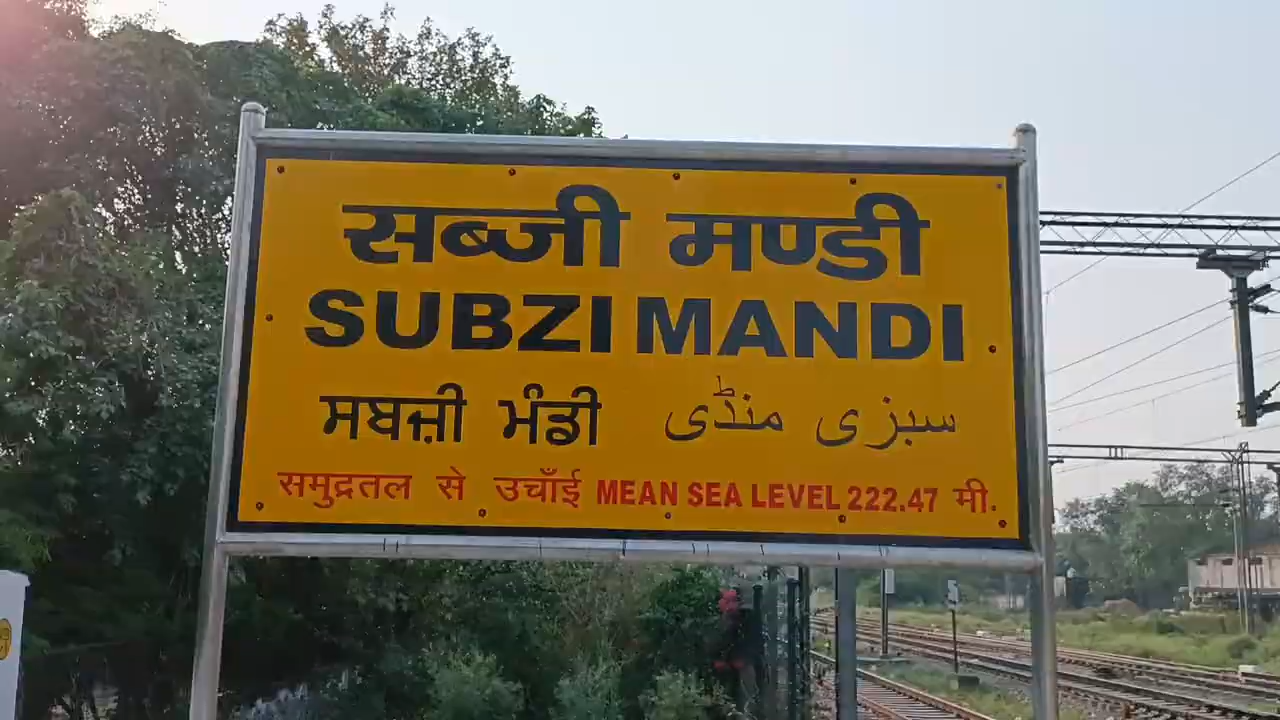 सब्जी मण्डी
SUBZI MANDI
ਸਬਜ਼ੀ ਮੰਡੀ سبزی منڈی
समुद्रतल से उचाँई MEAN SEA LEVEL 222.47 मी.